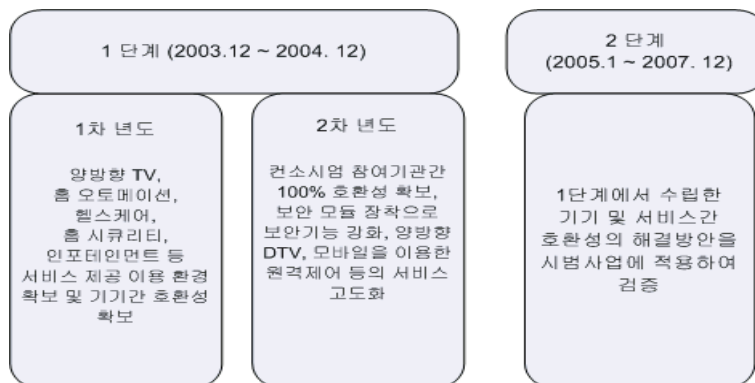 1 단계 (2003.12 ~ 2004. 12)
1차 년도
양방향 TV,
홈 오토메이션,
헬스케어,
홈 시큐리티,
인포테인먼트 등
서비스 제공 이용 환경
확보 및 기기간 호환성
확보
2차 년도
컨소시엄 참여기관간
100% 호환성 확보,
보안 모듈 장착으로
보안기능 강화, 양방향
DTV, 모바일을 이용한
원격제어 등의 서비스
고도화
2 단계
(2005.1 ~ 2007. 12)
1단계에서 수립한
기기 및 서비스간
호환성의 해결방안을
시범사업에 적용하여
검증